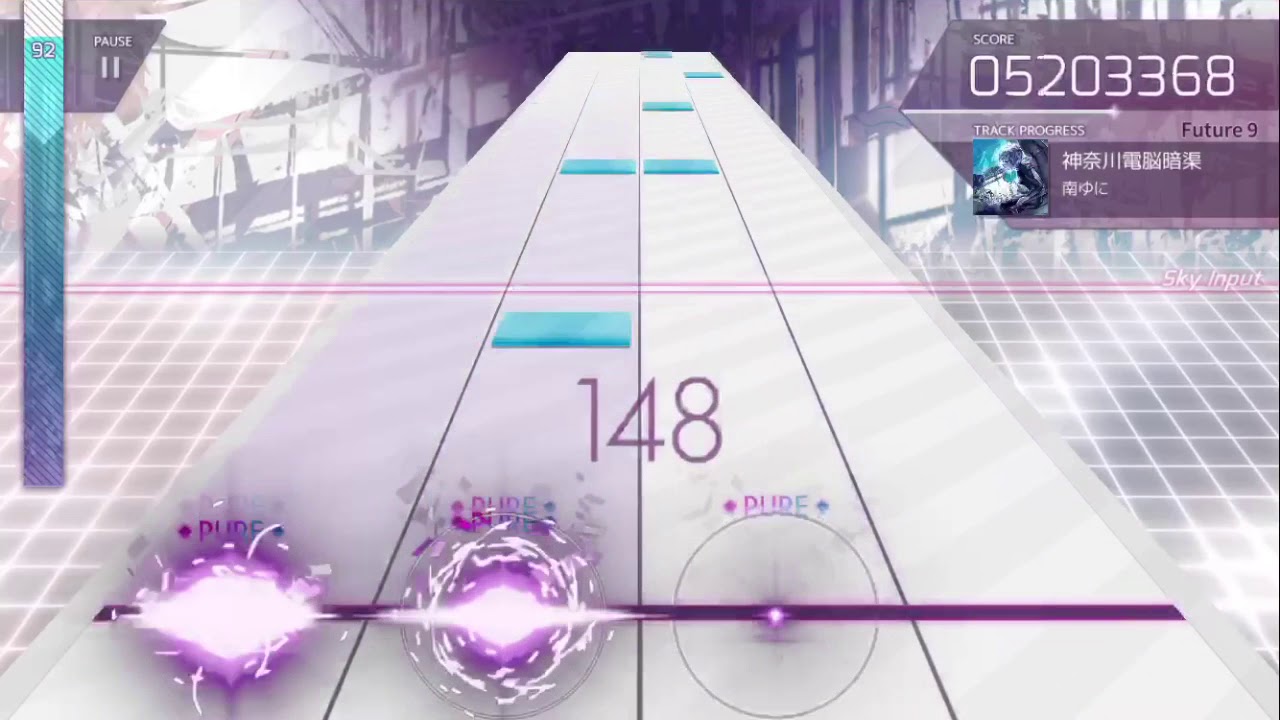 92
PAUSE
SCORE
05203368
TRACK PROGRESS
Future 9
神奈川電脳暗渠
南ゆに
Sky Input
148
PURE
PURE
PURE